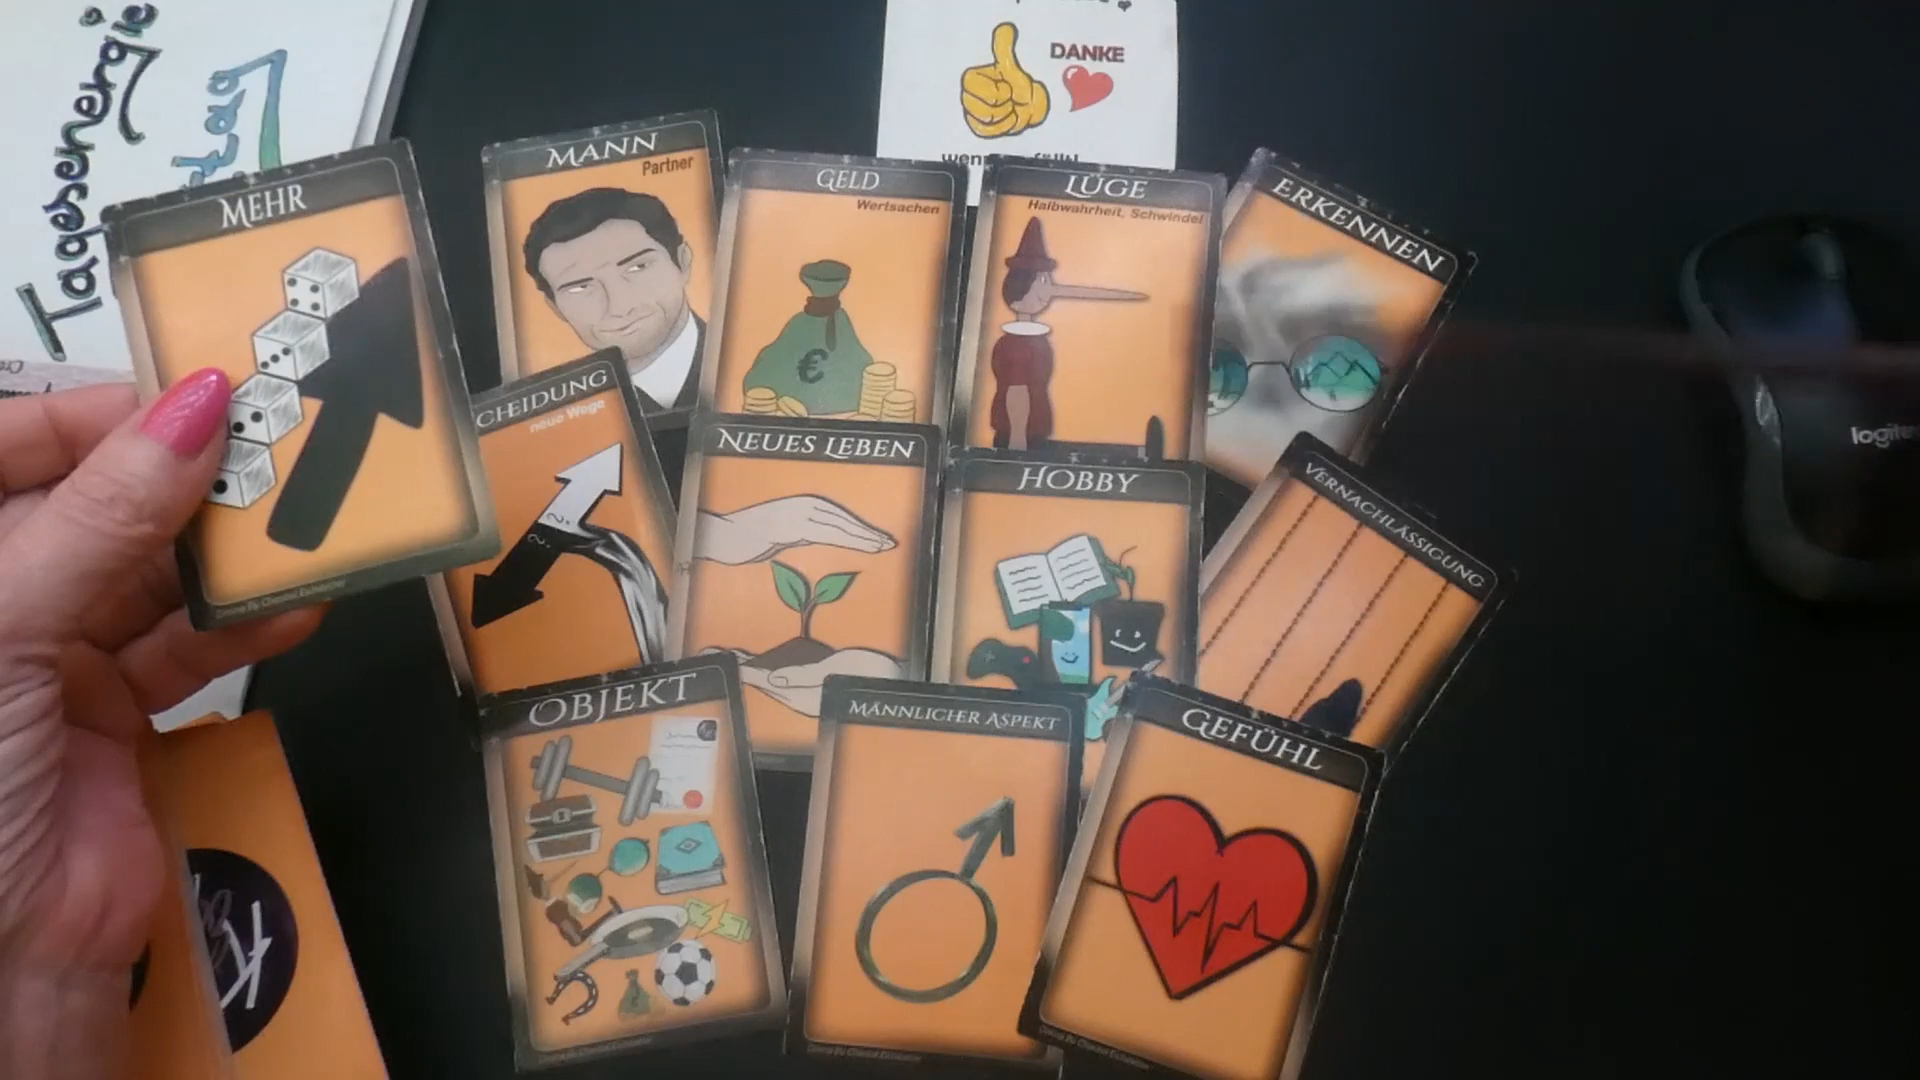 Tagesenergie
DANKE
MEHR
MANN
Partner
GELD
Wertsachen
€
LÜGE
Halbwahrheit, Schwindel
ERKENNEN
CHEIDUNG
neue Wege
? ?
NEUES LEBEN
HOBBY
VERNACHLÄSSIGUNG
OBJEKT
MÄNNLICHER ASPEKT
GEFÜHL
logite